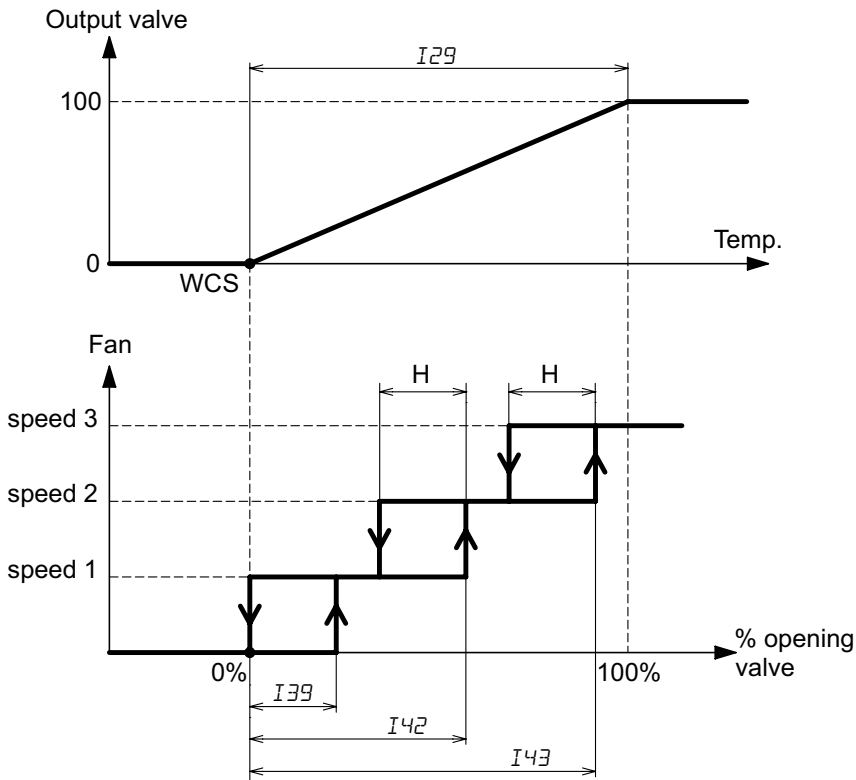 Output valve
I29
100
Temp.
0
WCS
Fan
H H
speed 3
speed 2
speed 1
% opening
valve
0% 100%
I39
I42
I43